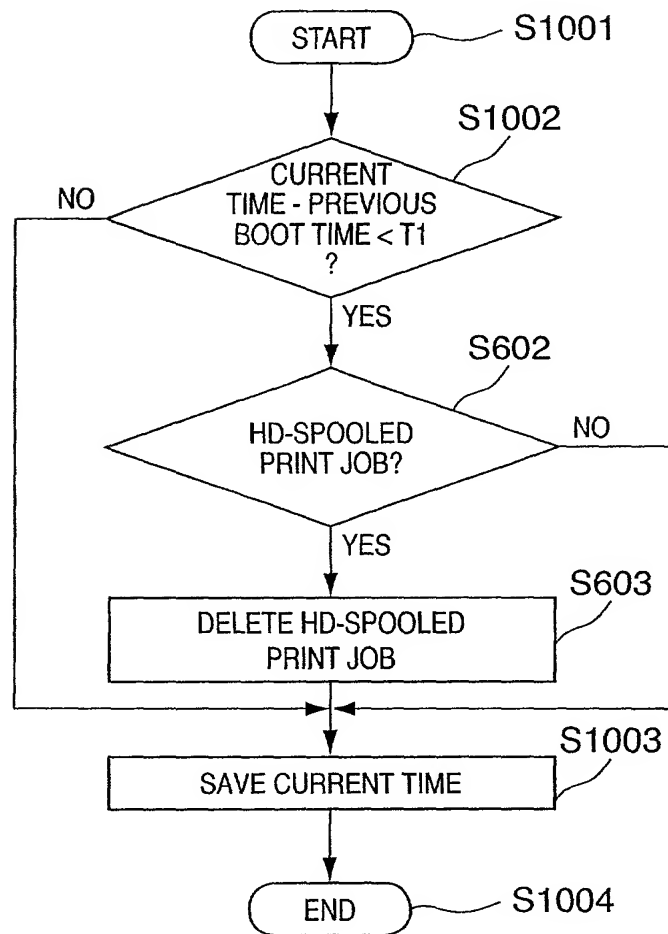 START
S1001
S1002
CURRENT
TIME - PREVIOUS
BOOT TIME < T1
?
NO
YES
S602
HD-SPOOLED
PRINT JOB?
NO
YES
S603
DELETE HD-SPOOLED
PRINT JOB
S1003
SAVE CURRENT TIME
END
S1004